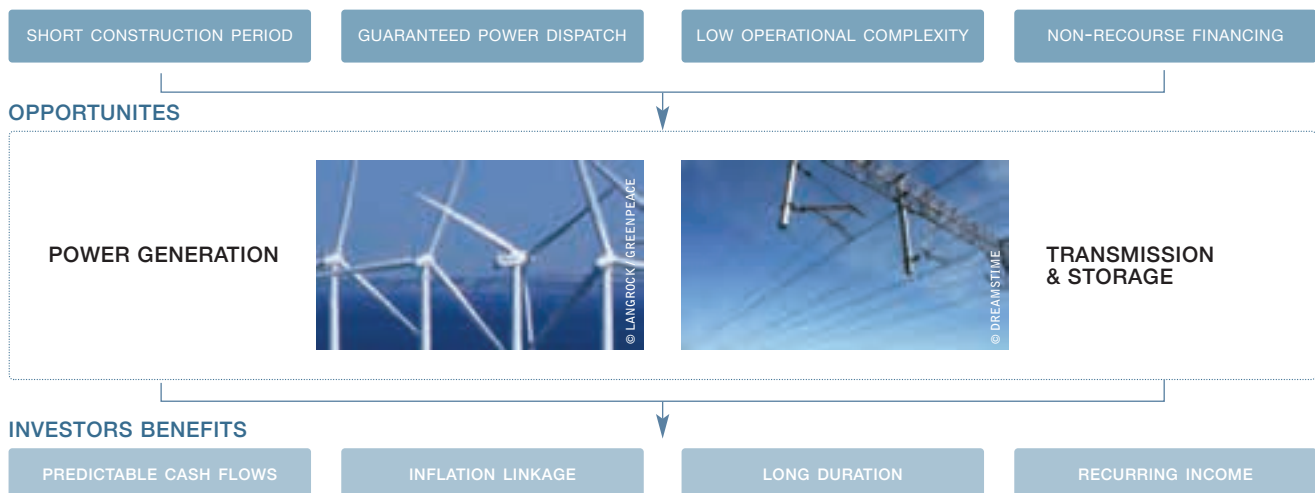 SHORT CONSTRUCTION PERIOD
GUARANTEED POWER DISPATCH
LOW OPERATIONAL COMPLEXITY
NON-RECOURSE FINANCING
OPPORTUNITES
POWER GENERATION
© LANGROCK / GREENPEACE
© DREAMSTIME
TRANSMISSION
& STORAGE
INVESTORS BENEFITS
PREDICTABLE CASH FLOWS
INFLATION LINKAGE
LONG DURATION
RECURRING INCOME